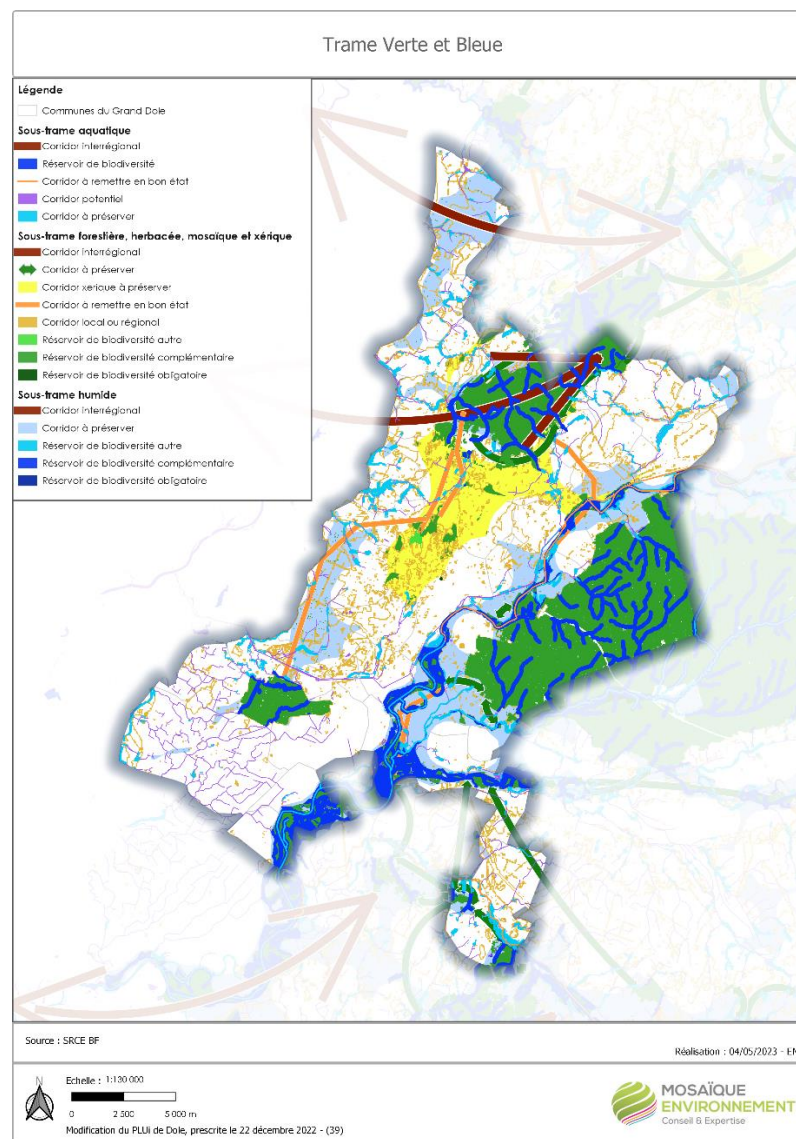 Trame Verte et Bleue
Légende
Communes du Grand Dole
Sous-trame aquatique
Corridor interrégional
Réservoir de biodiversité
Corridor à remettre en bon état
Corridor potentiel
Corridor à préserver
Sous-trame forestière, herbacée, mosaïque et xérique
Corridor interrégional
Corridor à préserver
Corridor xerique à préserver
Corridor à remettre en bon état
Corridor local ou régional
Réservoir de biodiversité autre
Réservoir de biodiversité complémentaire
Réservoir de biodiversité obligatoire
Sous-trame humide
Corridor interrégional
Corridor à préserver
Réservoir de biodiversité autre
Réservoir de biodiversité complémentaire
Réservoir de biodiversité obligatoire
Source : SRCE BF
Réalisation : 04/05/2023 - EN
N
Echelle : 1:130 000
0 2 500 5 000 m
Modification du PLUi de Dole, prescrite le 22 décembre 2022 - (39)
MOSAÏQUE
ENVIRONNEMENT
Conseil & Expertise